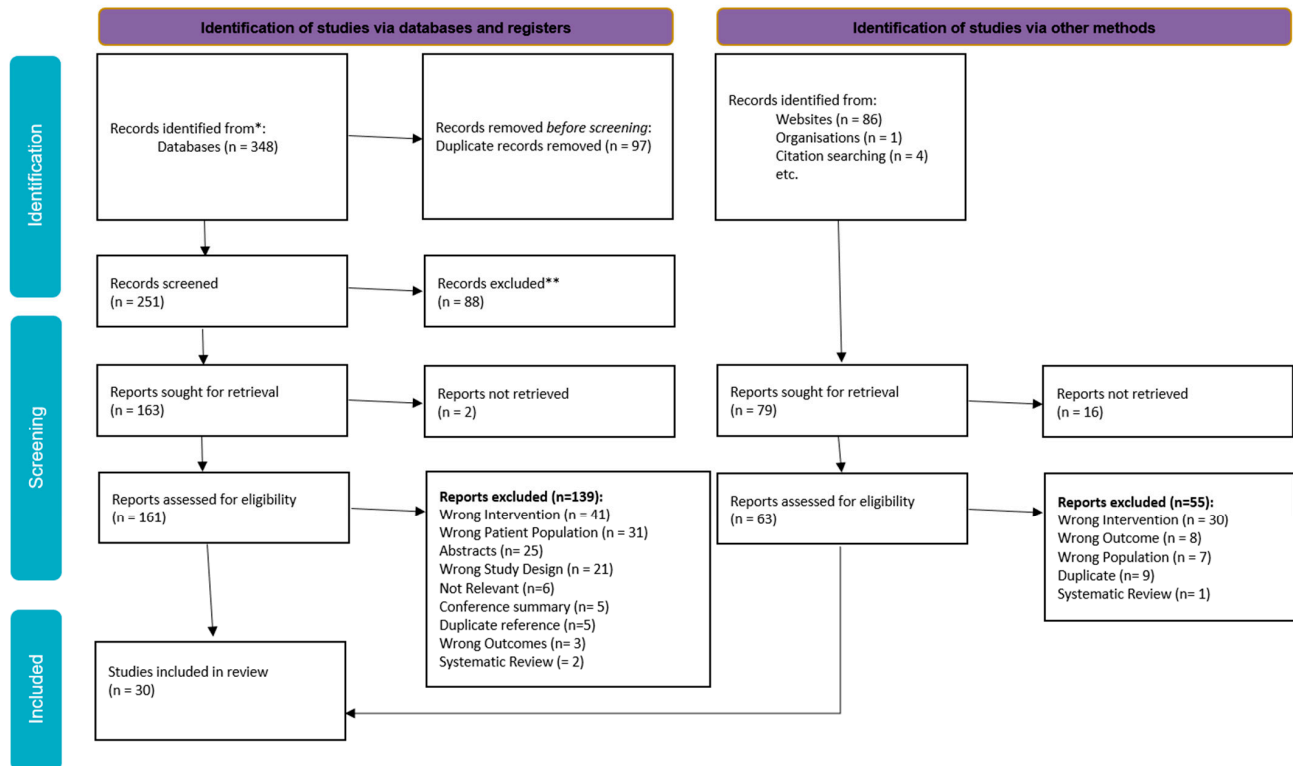 Identification of studies via databases and registers
Identification of studies via other methods
Identification
Records identified from*:
Databases (n = 348)
Records removed before screening:
Duplicate records removed (n = 97)
Records identified from:
Websites (n = 86)
Organisations (n = 1)
Citation searching (n = 4)
etc.
Records screened
(n = 251)
Records excluded**
(n = 88)
Screening
Reports sought for retrieval
(n = 163)
Reports not retrieved
(n = 2)
Reports sought for retrieval
(n = 79)
Reports not retrieved
(n = 16)
Reports assessed for eligibility
(n = 161)
Reports excluded (n=139):
Wrong Intervention (n = 41)
Wrong Patient Population (n = 31)
Abstracts (n= 25)
Wrong Study Design (n = 21)
Not Relevant (n=6)
Conference summary (n= 5)
Duplicate reference (n=5)
Wrong Outcomes (n= 3)
Systematic Review (= 2)
Reports assessed for eligibility
(n = 63)
Reports excluded (n=55):
Wrong Intervention (n = 30)
Wrong Outcome (n = 8)
Wrong Population (n = 7)
Duplicate (n= 9)
Systematic Review (n= 1)
Included
Studies included in review
(n = 30)